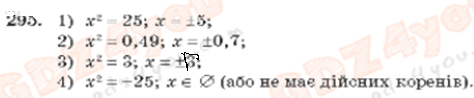 295. 1) x² = 25; x = ±5;
2) x² = 0,49; x = ±0,7;
3) x² = 3; x = ±3;
4) x² = −25; x ∈ ∅ (або не має дійсних коренів).